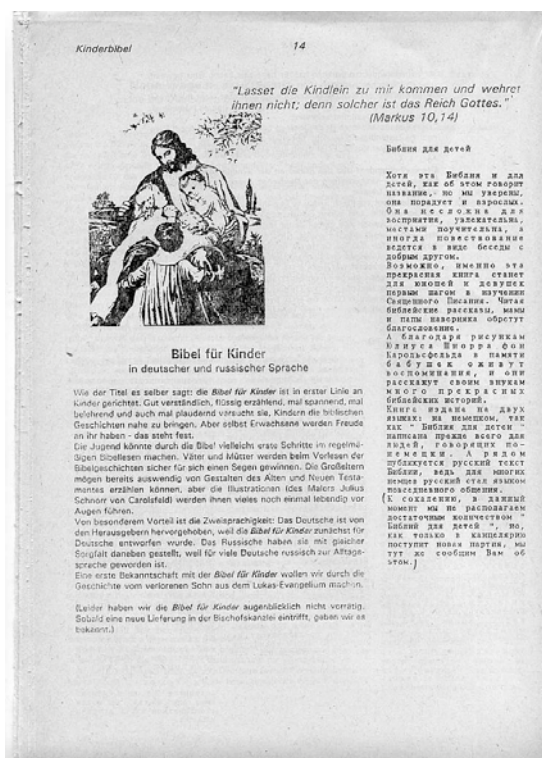 Kinderbibel
14
"Lasset die Kindlein zu mir kommen und wehret
ihnen nicht; denn solcher ist das Reich Gottes."
(Markus 10,14)
Bibel für Kinder
in deutscher und russischer Sprache
Wie der Titel es selber sagt: die Bibel für Kinder ist in erster Linie an
Kinder gerichtet. Gut verständlich, flüssig erzählend, mal spannend, mal
belehrend und auch mal plaudernd versucht sie, Kindern die biblischen
Geschichten nahe zu bringen. Aber selbst Erwachsene werden Freude
an ihr haben - das steht fest.
Die Jugend könnte durch die Bibel vielleicht erste Schritte im regelmä-
ßigen Bibellesen machen. Väter und Mütter werden beim Vorlesen der
Bibelgeschichten sicher für sich einen Segen gewinnen. Die Großeltern
mögen bereits auswendig von Gestalten des Alten und Neuen Testa-
mentes erzählen können, aber die Illustrationen (des Malers Julius
Schnorr von Carolsfeld) werden ihnen vieles noch einmal lebendig vor
Augen führen.
Von besonderem Vorteil ist die Zweisprachigkeit: Das Deutsche ist von
den Herausgebern hervorgehoben, weil die Bibel für Kinder zunächst für
Deutsche entworfen wurde. Das Russische haben sie mit gleicher
Sorgfalt daneben gestellt, weil für viele Deutsche russisch zur Alltags-
sprache geworden ist.
Eine erste Bekanntschaft mit der Bibel für Kinder wollen wir durch die
Geschichte vom verlorenen Sohn aus dem Lukas-Evangelium machen.
(Leider haben wir die Bibel für Kinder augenblicklich nicht vorrätig.
Sobald eine neue Lieferung in der Bischofskanzlei eintrifft, geben wir es
bekannt.)
Библия для детей
Хотя эта Библия и для
детей, как об этом говорит
название, но мы уверены,
она порадует и взрослых.
Она несложна для
восприятия, увлекательна,
местами поучительна, а
иногда повествование
ведется в виде беседы с
добрым другом.
Возможно, именно эта
прекрасная книга станет
для юношей и девушек
первым шагом в изучении
Священного Писания. Читая
библейские рассказы, мамы
и папы наверняка обретут
благословение.
А благодаря рисункам
Юлиуса Шнорра фон
Карольсфельда в памяти
бабушек оживут
воспоминания, и они
расскажут своим внукам
много прекрасных
библейских историй.
Книга издана на двух
языках: на немецком, так
как " Библия для детей "
написана прежде всего для
людей, говорящих по-
немецки. А рядом
публикуется русский текст
Библии, ведь для многих
немцев русский стал языком
повседневного общения.
(К сожалению, в данный
момент мы не располагаем
достаточным количеством "
Библий для детей ", но,
как только в канцелярию
поступит новая партия, мы
тут же сообщим Вам об
этом.)